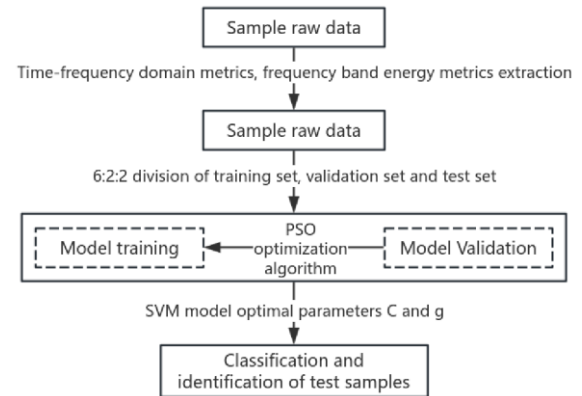 Sample raw data
Time-frequency domain metrics, frequency band energy metrics extraction
Sample raw data
6:2:2 division of training set, validation set and test set
PSO
Model training
optimization
Model Validation
algorithm
SVM model optimal parameters C and g
Classification and
identification of test samples